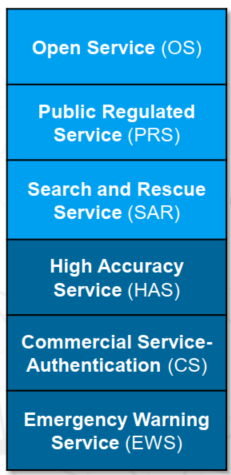 Open Service (OS)
Public Regulated
Service (PRS)
Search and Rescue
Service (SAR)
High Accuracy
Service (HAS)
Commercial Service-
Authentication (CS)
Emergency Warning
Service (EWS)